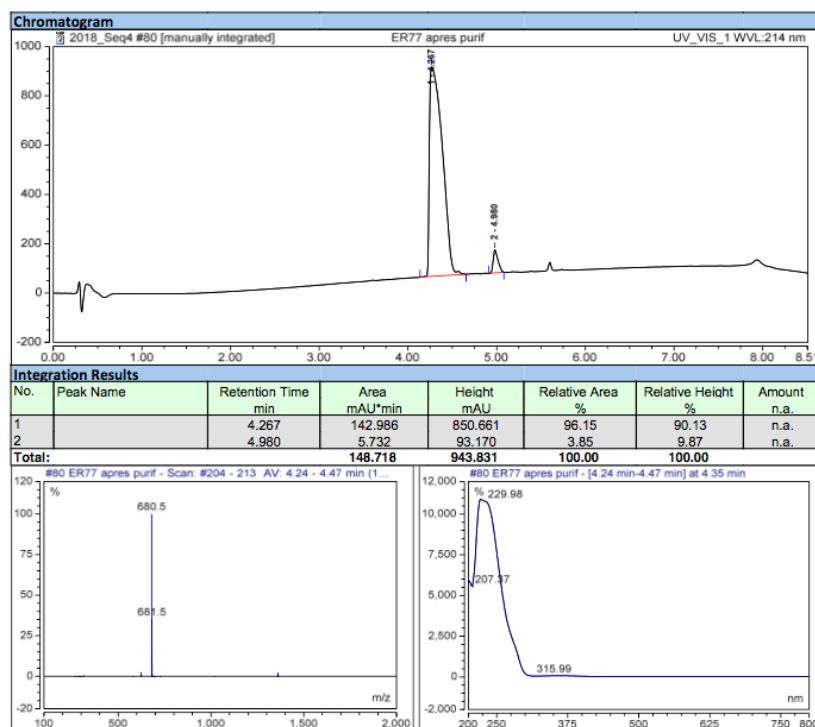 Chromatogram
2018_Seq4 #80 [manually integrated] ER77 apres purif UV_VIS_1 WVL:214 nm
1000
800
600
400
200
0
-200
1 - 4.267
2 - 4.980
0.00 1.00 2.00 3.00 4.00 5.00 6.00 7.00 8.00 8.51
Integration Results
No. Peak Name Retention Time Area Height Relative Area Relative Height Amount
min mAU*min mAU % % n.a.
1 4.267 142.986 850.661 96.15 90.13 n.a.
2 4.980 5.732 93.170 3.85 9.87 n.a.
Total: 148.718 943.831 100.00 100.00
#80 ER77 apres purif - Scan: #204 - 213 AV: 4.24 - 4.47 min (1...
120
100
75
50
25
0
-20
%
680.5
681.5
m/z
100 500 1.000 1.500 2.000
#80 ER77 apres purif - [4.24 min-4.47 min] at 4.35 min
12,000
10,000
7,500
5,000
2,500
0
-2,000
%
229.98
207.37
315.99
nm
200 250 375 500 625 800